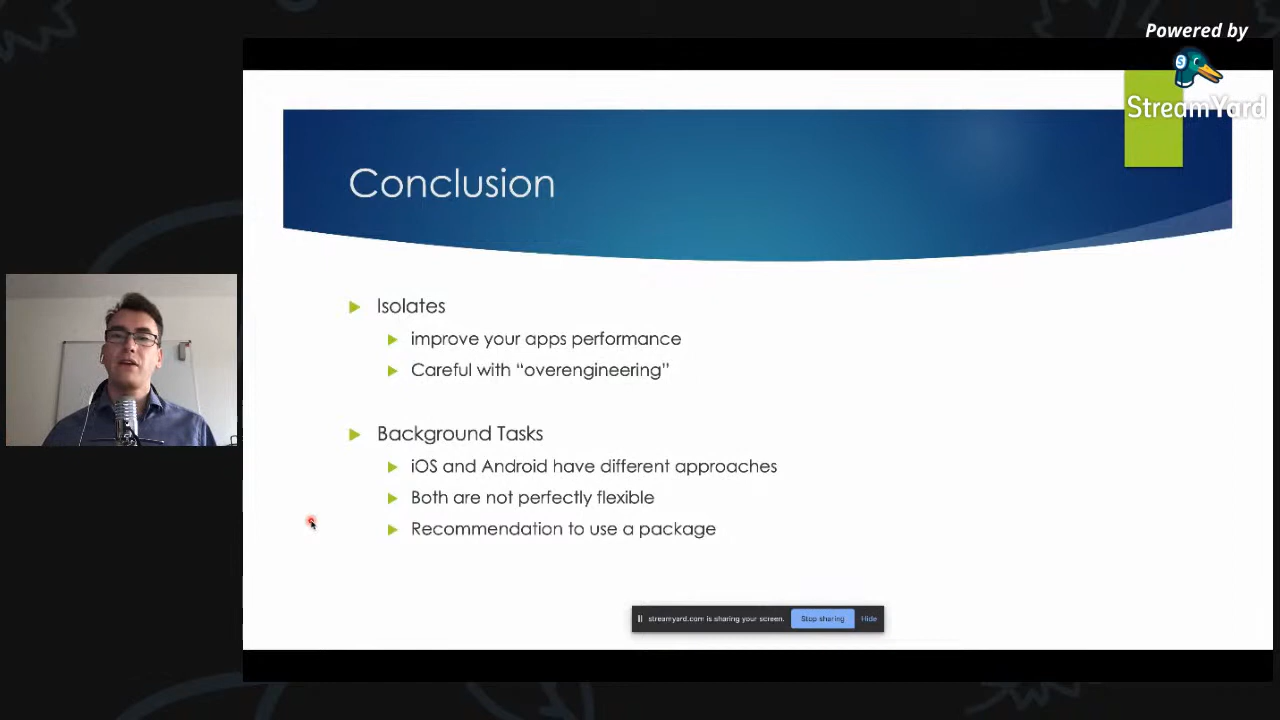 Powered by
StreamYard
Conclusion
Isolates
improve your apps performance
Careful with “overengineering”
Background Tasks
iOS and Android have different approaches
Both are not perfectly flexible
Recommendation to use a package
streamyard.com is sharing your screen.
Stop sharing
Hide